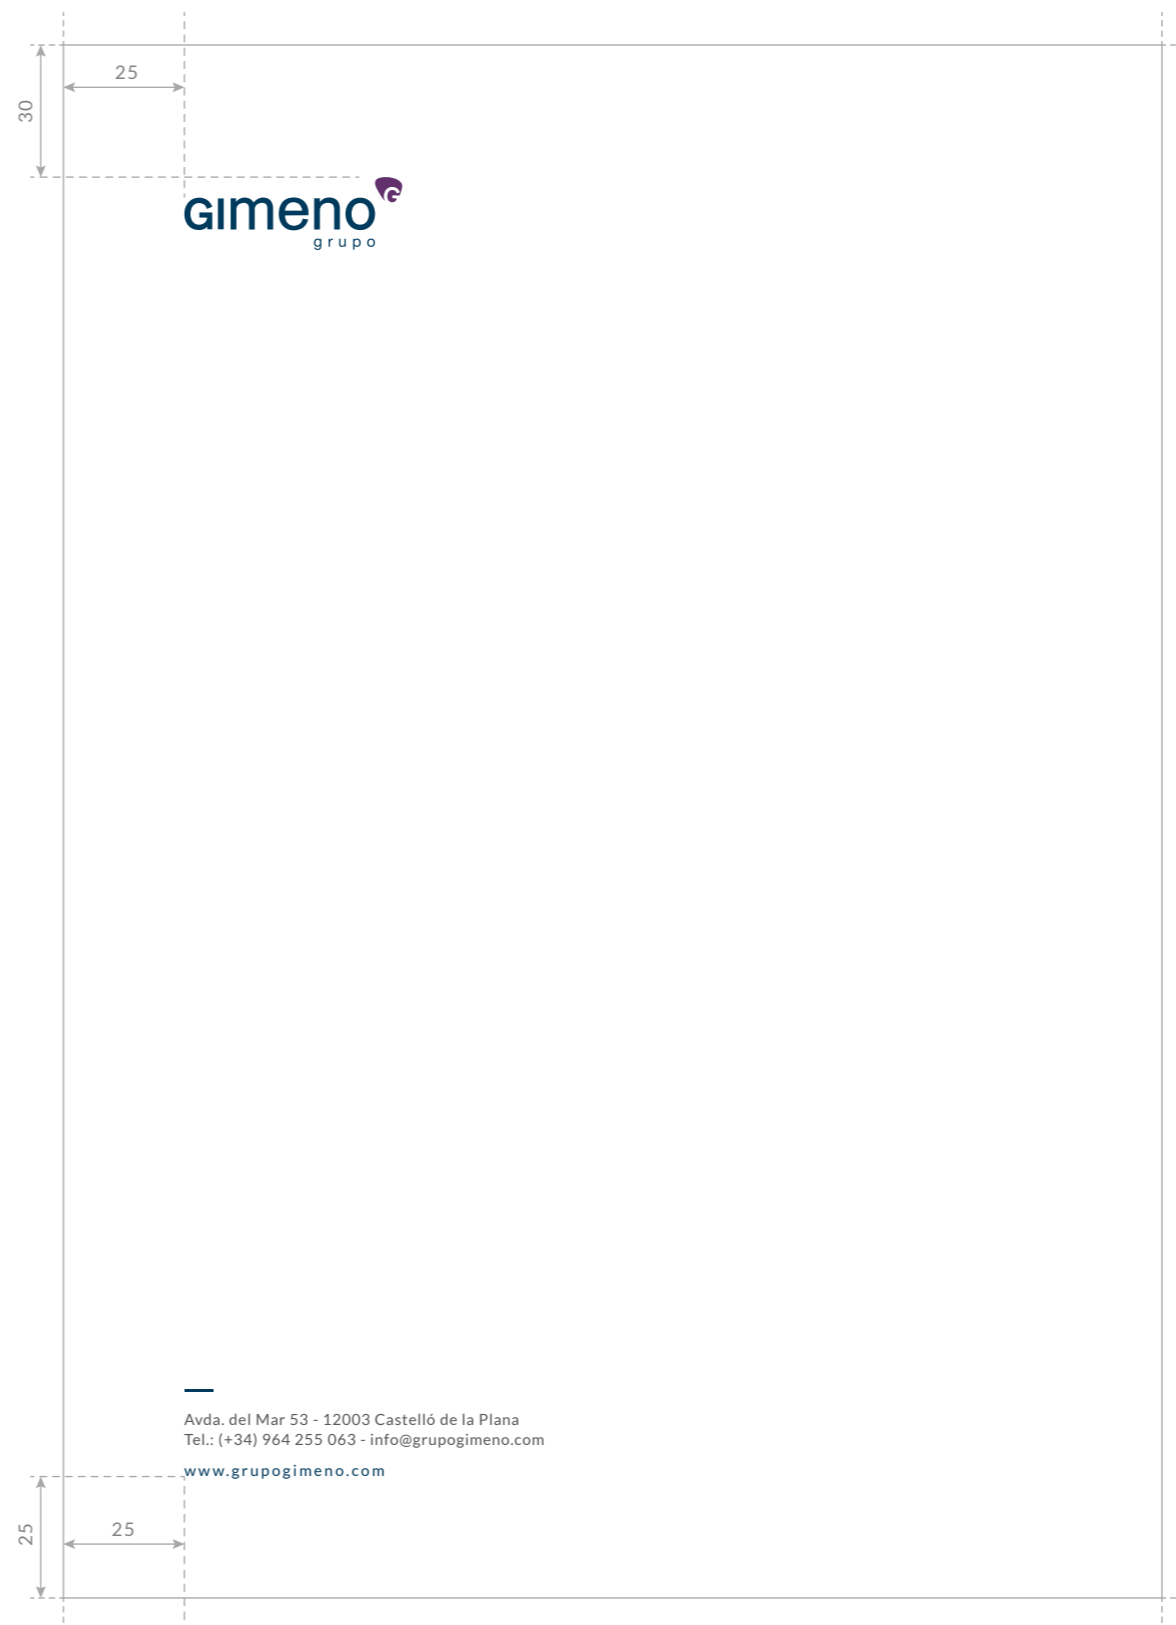 25
30
GIMENO G
grupo
Avda. del Mar 53 - 12003 Castelló de la Plana
Tel.: (+34) 964 255 063 - info@grupogimeno.com
www.grupogimeno.com
25
25